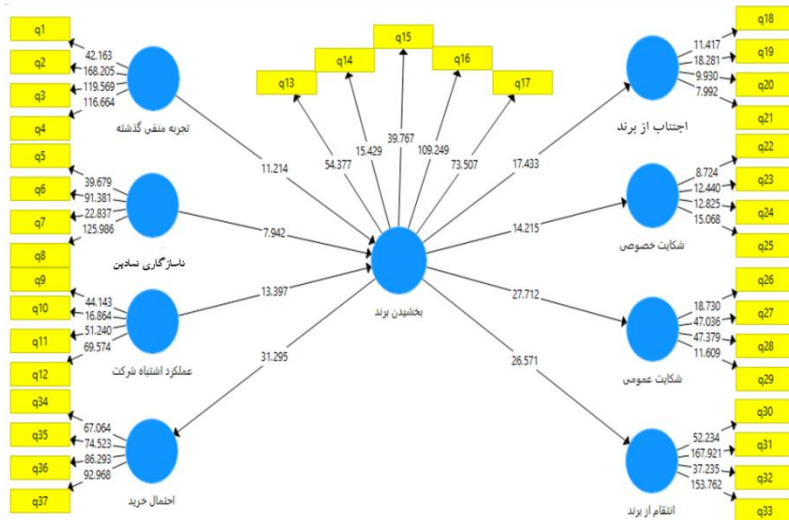 q1
q2
q3
q4
42.163
168.205
119.569
116.664
تجربه منفی گذشته
q5
q6
q7
q8
39.679
91.381
22.837
125.986
ناسازگاری نمادین
q9
q10
q11
q12
44.143
16.864
51.240
69.574
عملکرد اشتباه شرکت
q34
q35
q36
q37
67.064
74.523
86.293
92.968
احتمال خرید
q13
q14
q15
q16
q17
54.377
15.429
39.767
109.249
73.507
11.214
7.942
13.397
31.295
بخشیدن برند
17.433
14.215
27.712
26.571
q18
q19
q20
q21
11.417
18.281
9.930
7.992
اجتناب از برند
q22
q23
q24
q25
8.724
12.440
12.825
15.068
شکایت خصوصی
q26
q27
q28
q29
18.730
47.036
47.379
11.609
شکایت عمومی
q30
q31
q32
q33
52.234
167.921
37.235
153.762
انتقام از برند